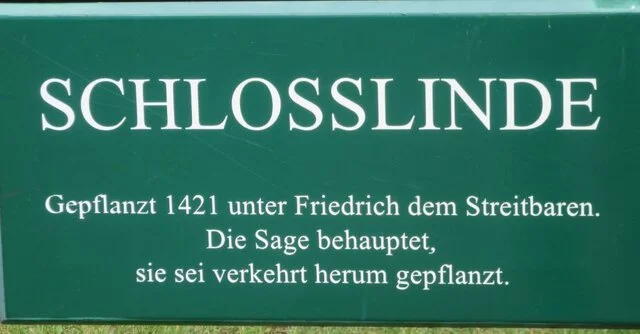 SCHLOSSLINDE
Gepflanzt 1421 unter Friedrich dem Streitbaren.
Die Sage behauptet,
sie sei verkehrt herum gepflanzt.